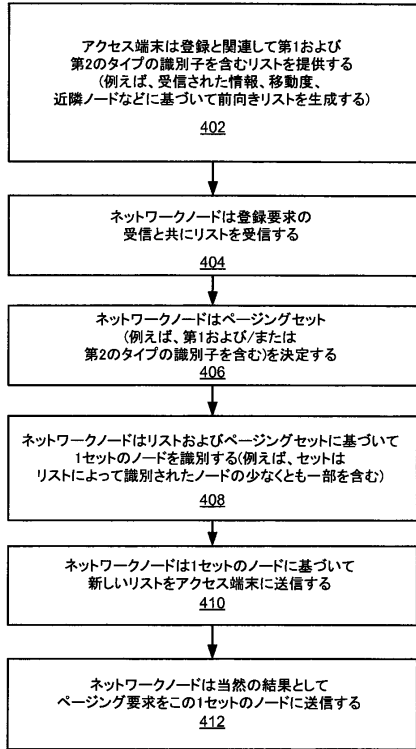 アクセス端末は登録と関連して第1および
第2のタイプの識別子を含むリストを提供する
(例えば、受信された情報、移動度、
近隣ノードなどに基づいて前向きリストを生成する)
402
ネットワークノードは登録要求の
受信と共にリストを受信する
404
ネットワークノードはページングセット
(例えば、第1および/または
第2のタイプの識別子を含む)を決定する
406
ネットワークノードはリストおよびページングセットに基づいて
1セットのノードを識別する(例えば、セットは
リストによって識別されたノードの少なくとも一部を含む)
408
ネットワークノードは1セットのノードに基づいて
新しいリストをアクセス端末に送信する
410
ネットワークノードは当然の結果として
ページング要求をこの1セットのノードに送信する
412